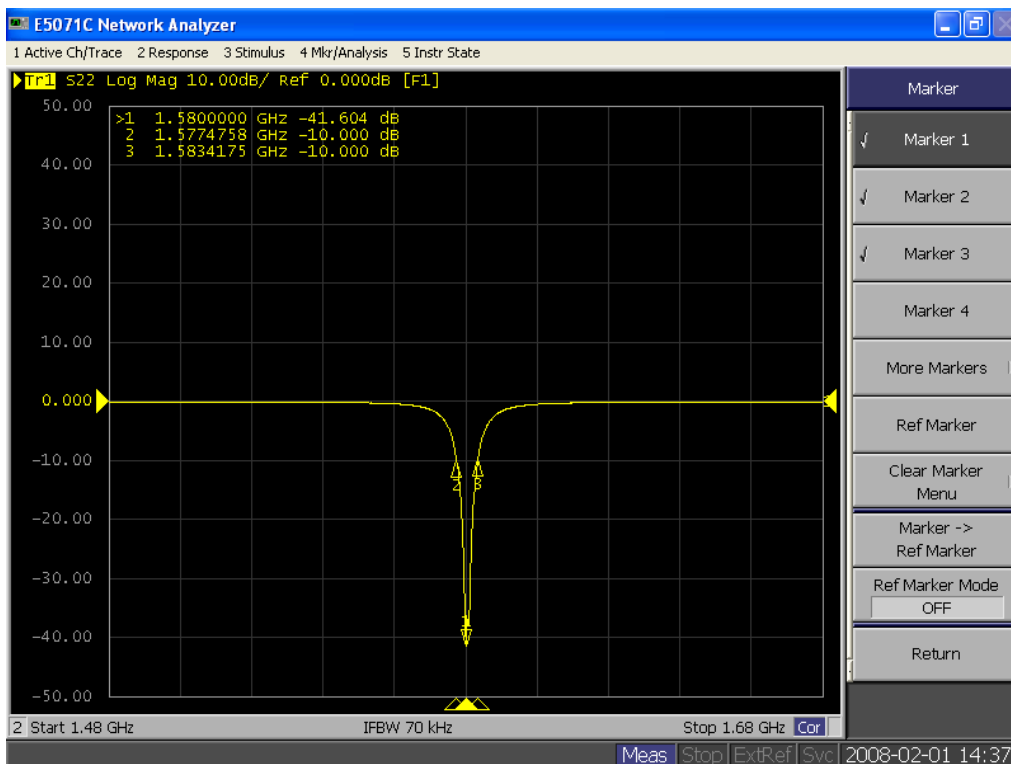 E5071C Network Analyzer
1 Active Ch/Trace 2 Response 3 Stimulus 4 Mkr/Analysis 5 Instr State
Tr1 S22 Log Mag 10.00dB/ Ref 0.000dB [F1]
50.00
>1 1.5800000 GHz -41.604 dB
2 1.5774758 GHz -10.000 dB
3 1.5834175 GHz -10.000 dB
40.00
30.00
20.00
10.00
0.000
-10.00
2 3
-20.00
-30.00
-40.00
1
-50.00
2 Start 1.48 GHz IFBW 70 kHz Stop 1.68 GHz Cor
Marker
√ Marker 1
√ Marker 2
√ Marker 3
Marker 4
More Markers
Ref Marker
Clear Marker
Menu
Marker ->
Ref Marker
Ref Marker Mode
OFF
Return
Meas Stop ExtRef Svc 2008-02-01 14:37